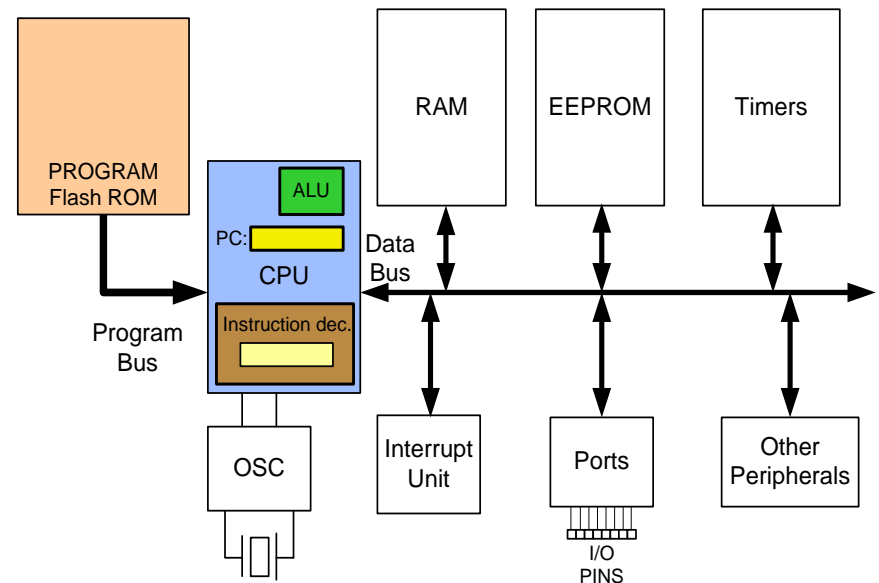 PROGRAM
Flash ROM
RAM
EEPROM
Timers
ALU
PC:
CPU
Data
Bus
Instruction dec.
Program
Bus
OSC
Interrupt
Unit
Ports
Other
Peripherals
I/O
PINS